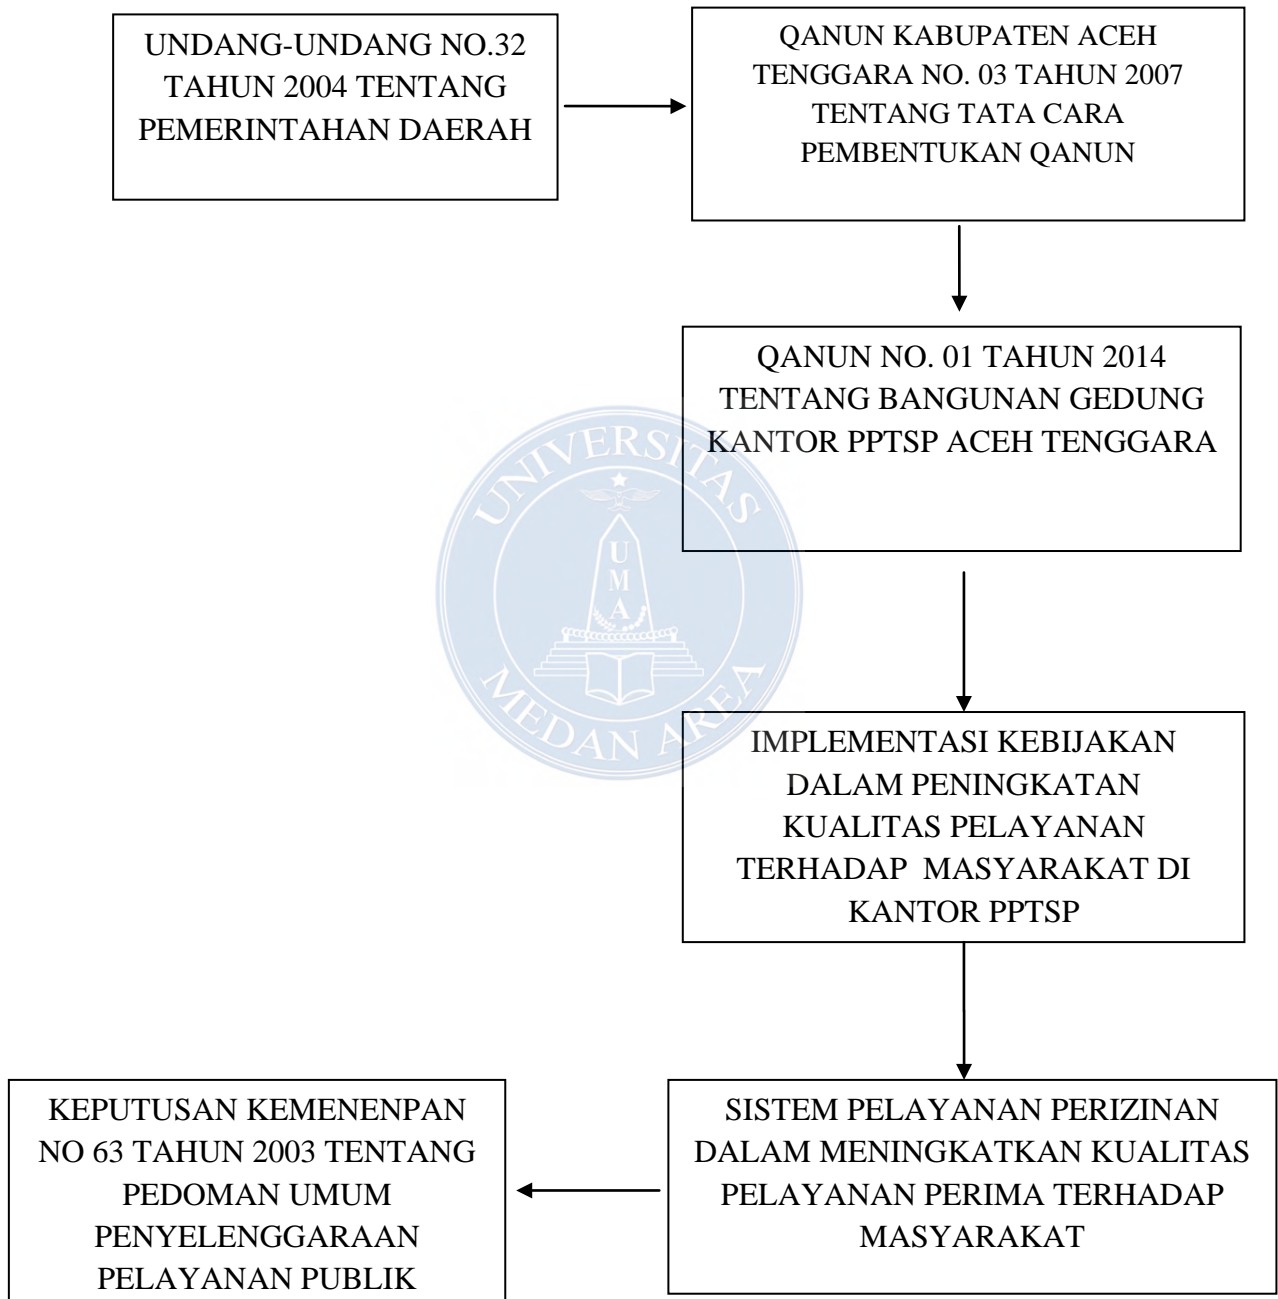 UNDANG-UNDANG NO.32
TAHUN 2004 TENTANG
PEMERINTAHAN DAERAH
QANUN KABUPATEN ACEH
TENGGARA NO. 03 TAHUN 2007
TENTANG TATA CARA
PEMBENTUKAN QANUN
QANUN NO. 01 TAHUN 2014
TENTANG BANGUNAN GEDUNG
KANTOR PPTSP ACEH TENGGARA
UNIVERSITAS
U
M
A
MEDAN AREA
IMPLEMENTASI KEBIJAKAN
DALAM PENINGKATAN
KUALITAS PELAYANAN
TERHADAP MASYARAKAT DI
KANTOR PPTSP
SISTEM PELAYANAN PERIZINAN
DALAM MENINGKATKAN KUALITAS
PELAYANAN PERIMA TERHADAP
MASYARAKAT
KEPUTUSAN KEMENENPAN
NO 63 TAHUN 2003 TENTANG
PEDOMAN UMUM
PENYELENGGARAAN
PELAYANAN PUBLIK